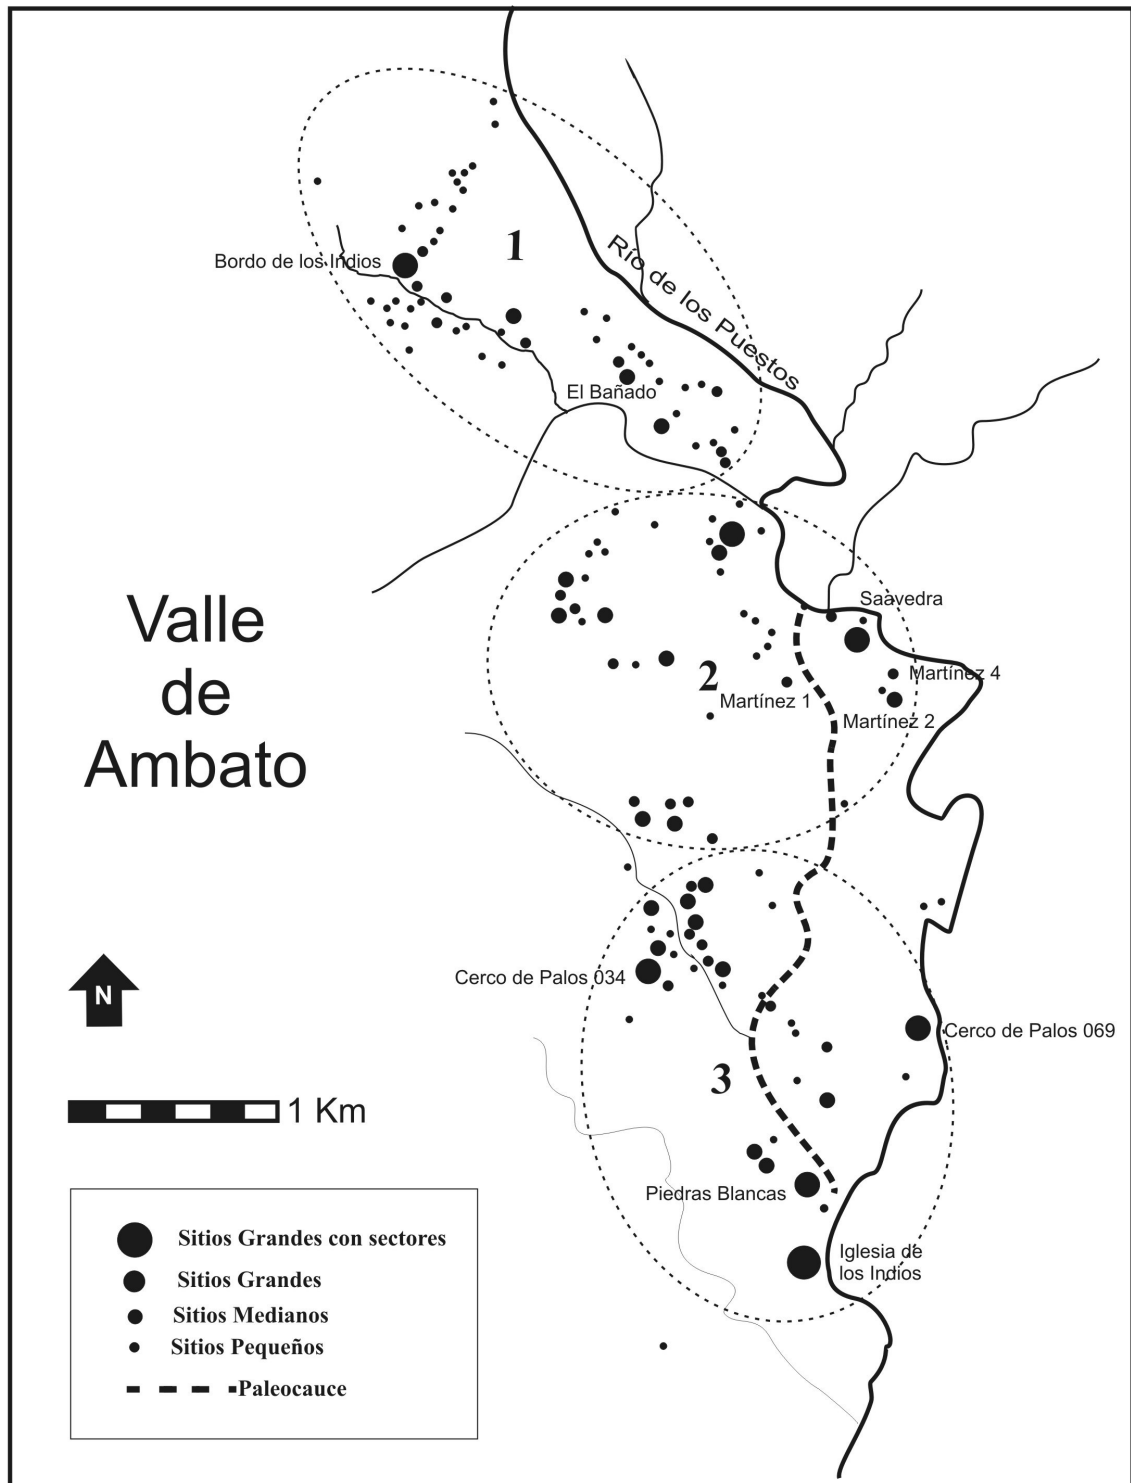 1
Río de los Puestos
Bordo de los Indios
El Bañado
Valle
de
Ambato
Saavedra
2
Martínez 4
Martínez 1
Martínez 2
Cerco de Palos 034
N
Cerco de Palos 069
3
1 Km
Piedras Blancas
Iglesia de
los Indios
Sitios Grandes con sectores
Sitios Grandes
Sitios Medianos
Sitios Pequeños
Paleocauce